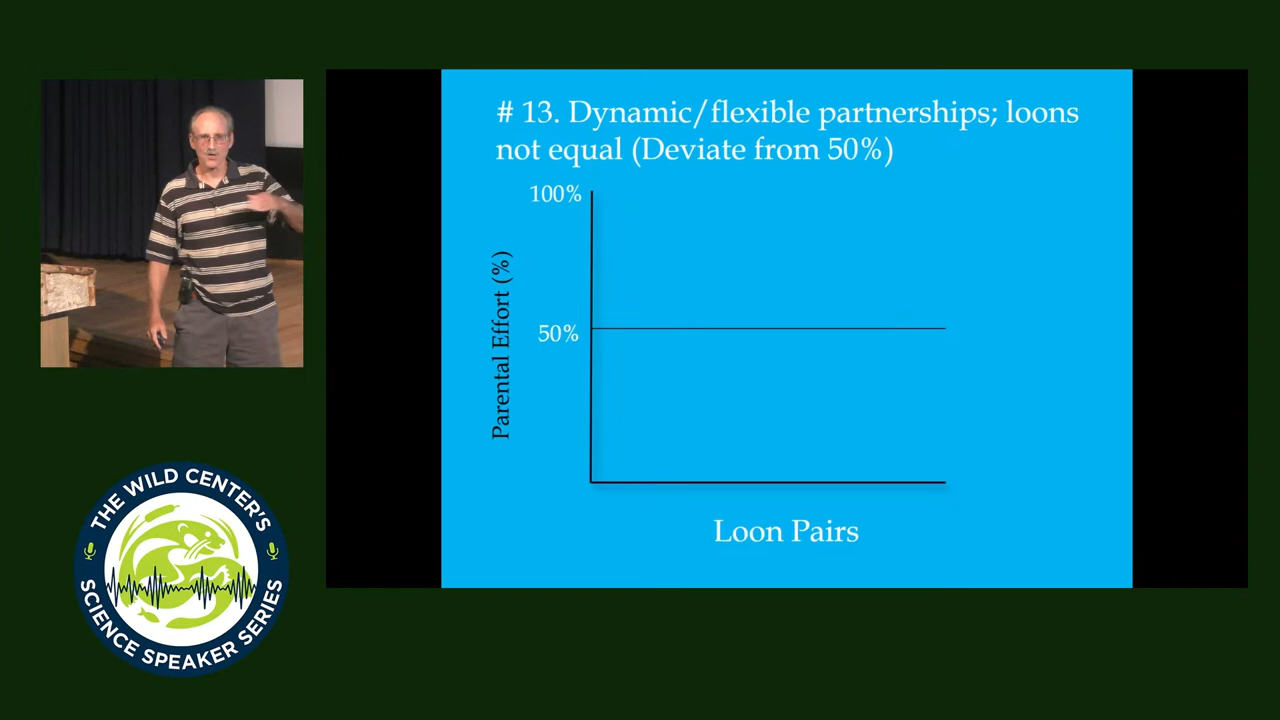 # 13. Dynamic/flexible partnerships; loons
not equal (Deviate from 50%)
100%
50%
Parental Effort (%)
Loon Pairs
THE WILD CENTER'S
SCIENCE SPEAKER SERIES